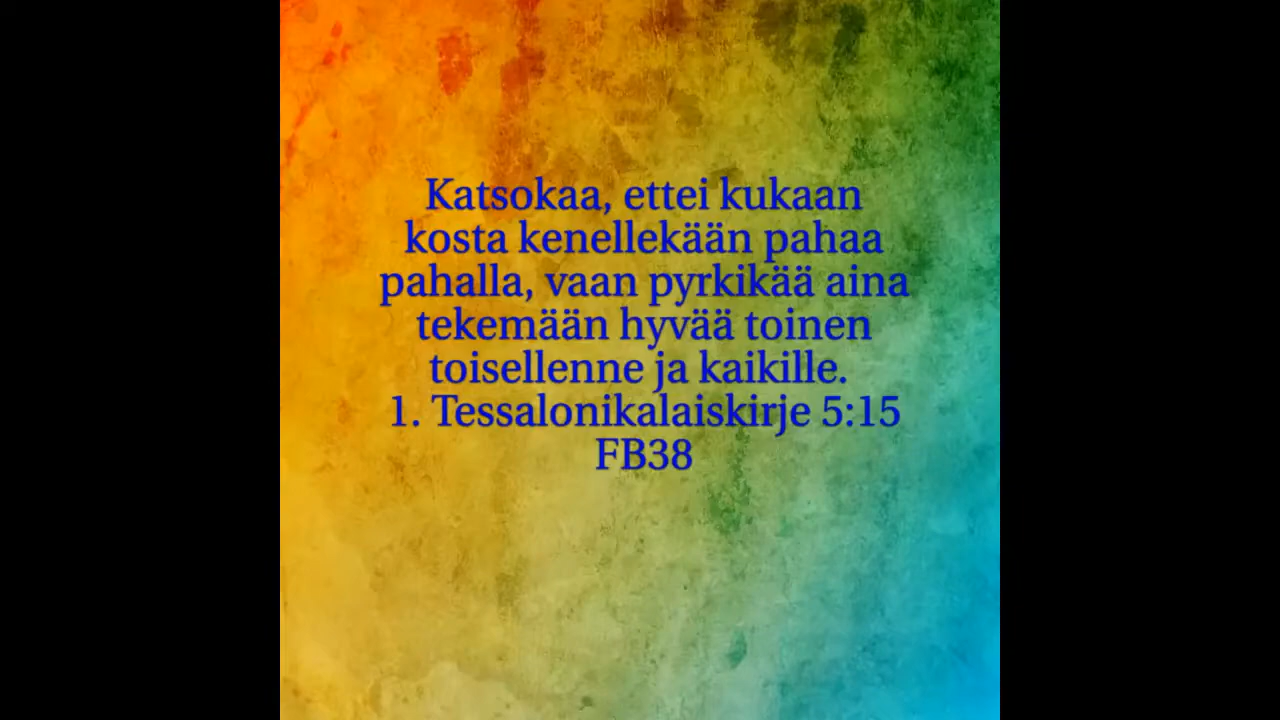 Katsokaa, ettei kukaan
kosta kenellekään pahaa
pahalla, vaan pyrkikää aina
tekemään hyvää toinen
toisellenne ja kaikille.
1. Tessalonikalaiskirje 5:15
FB38